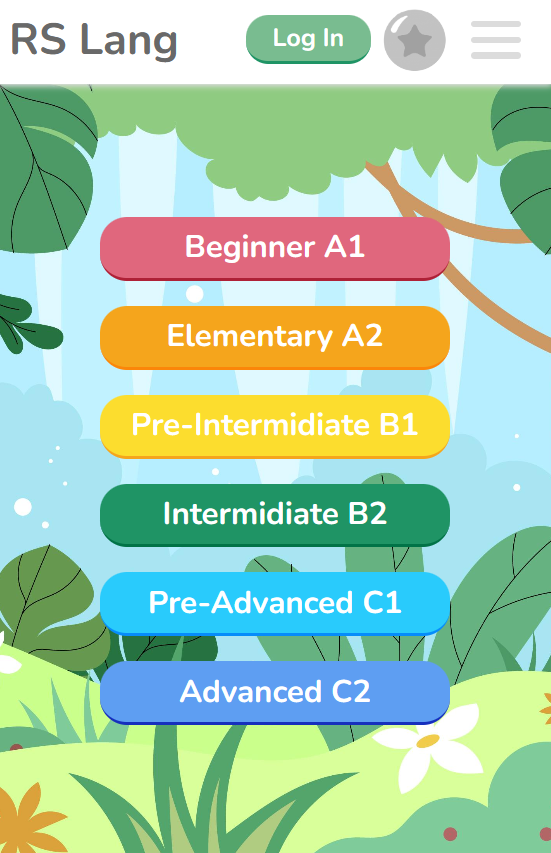 RS Lang
Log In
Beginner A1
Elementary A2
Pre-Intermidiate B1
Intermidiate B2
Pre-Advanced C1
Advanced C2